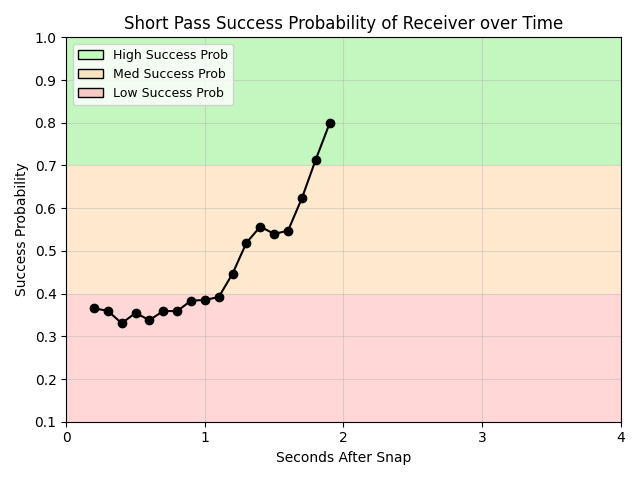 Short Pass Success Probability of Receiver over Time
1.0
0.9
0.8
0.7
0.6
0.5
0.4
0.3
0.2
0.1
Success Probability
High Success Prob
Med Success Prob
Low Success Prob
0 1 2 3 4
Seconds After Snap